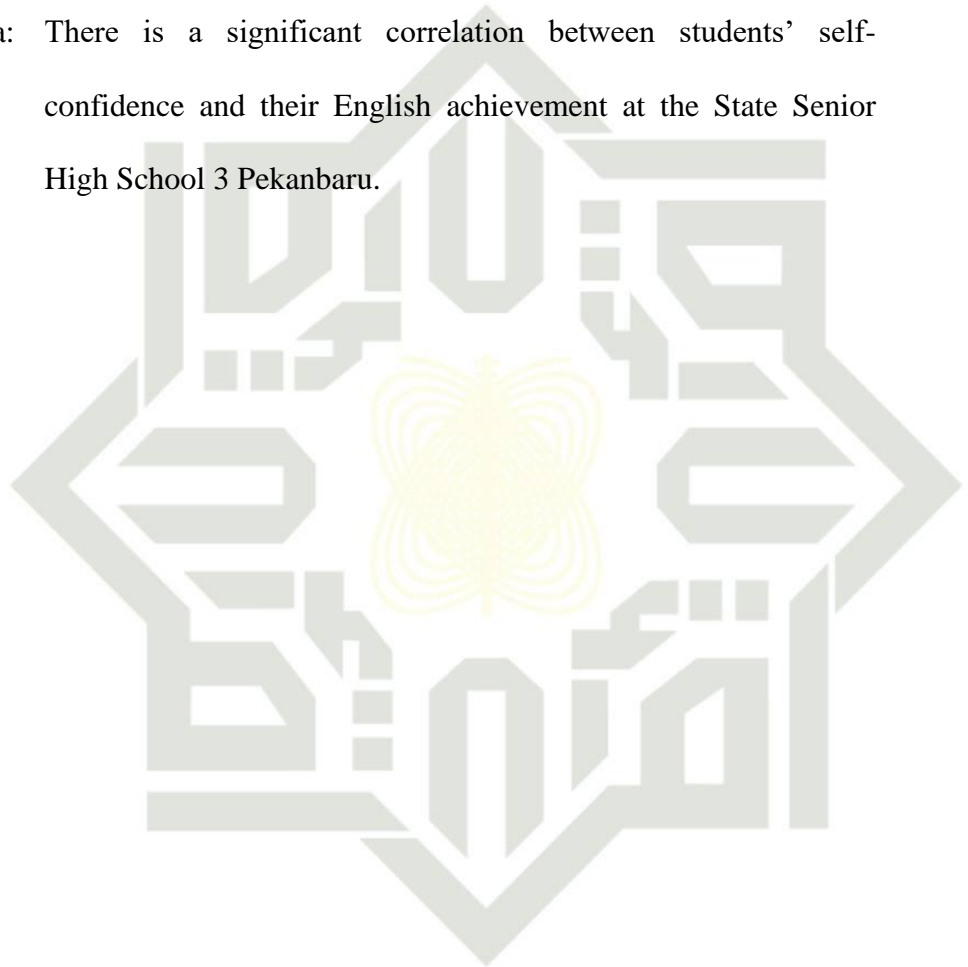 a: There is a significant correlation between students’ self-
confidence and their English achievement at the State Senior
High School 3 Pekanbaru.